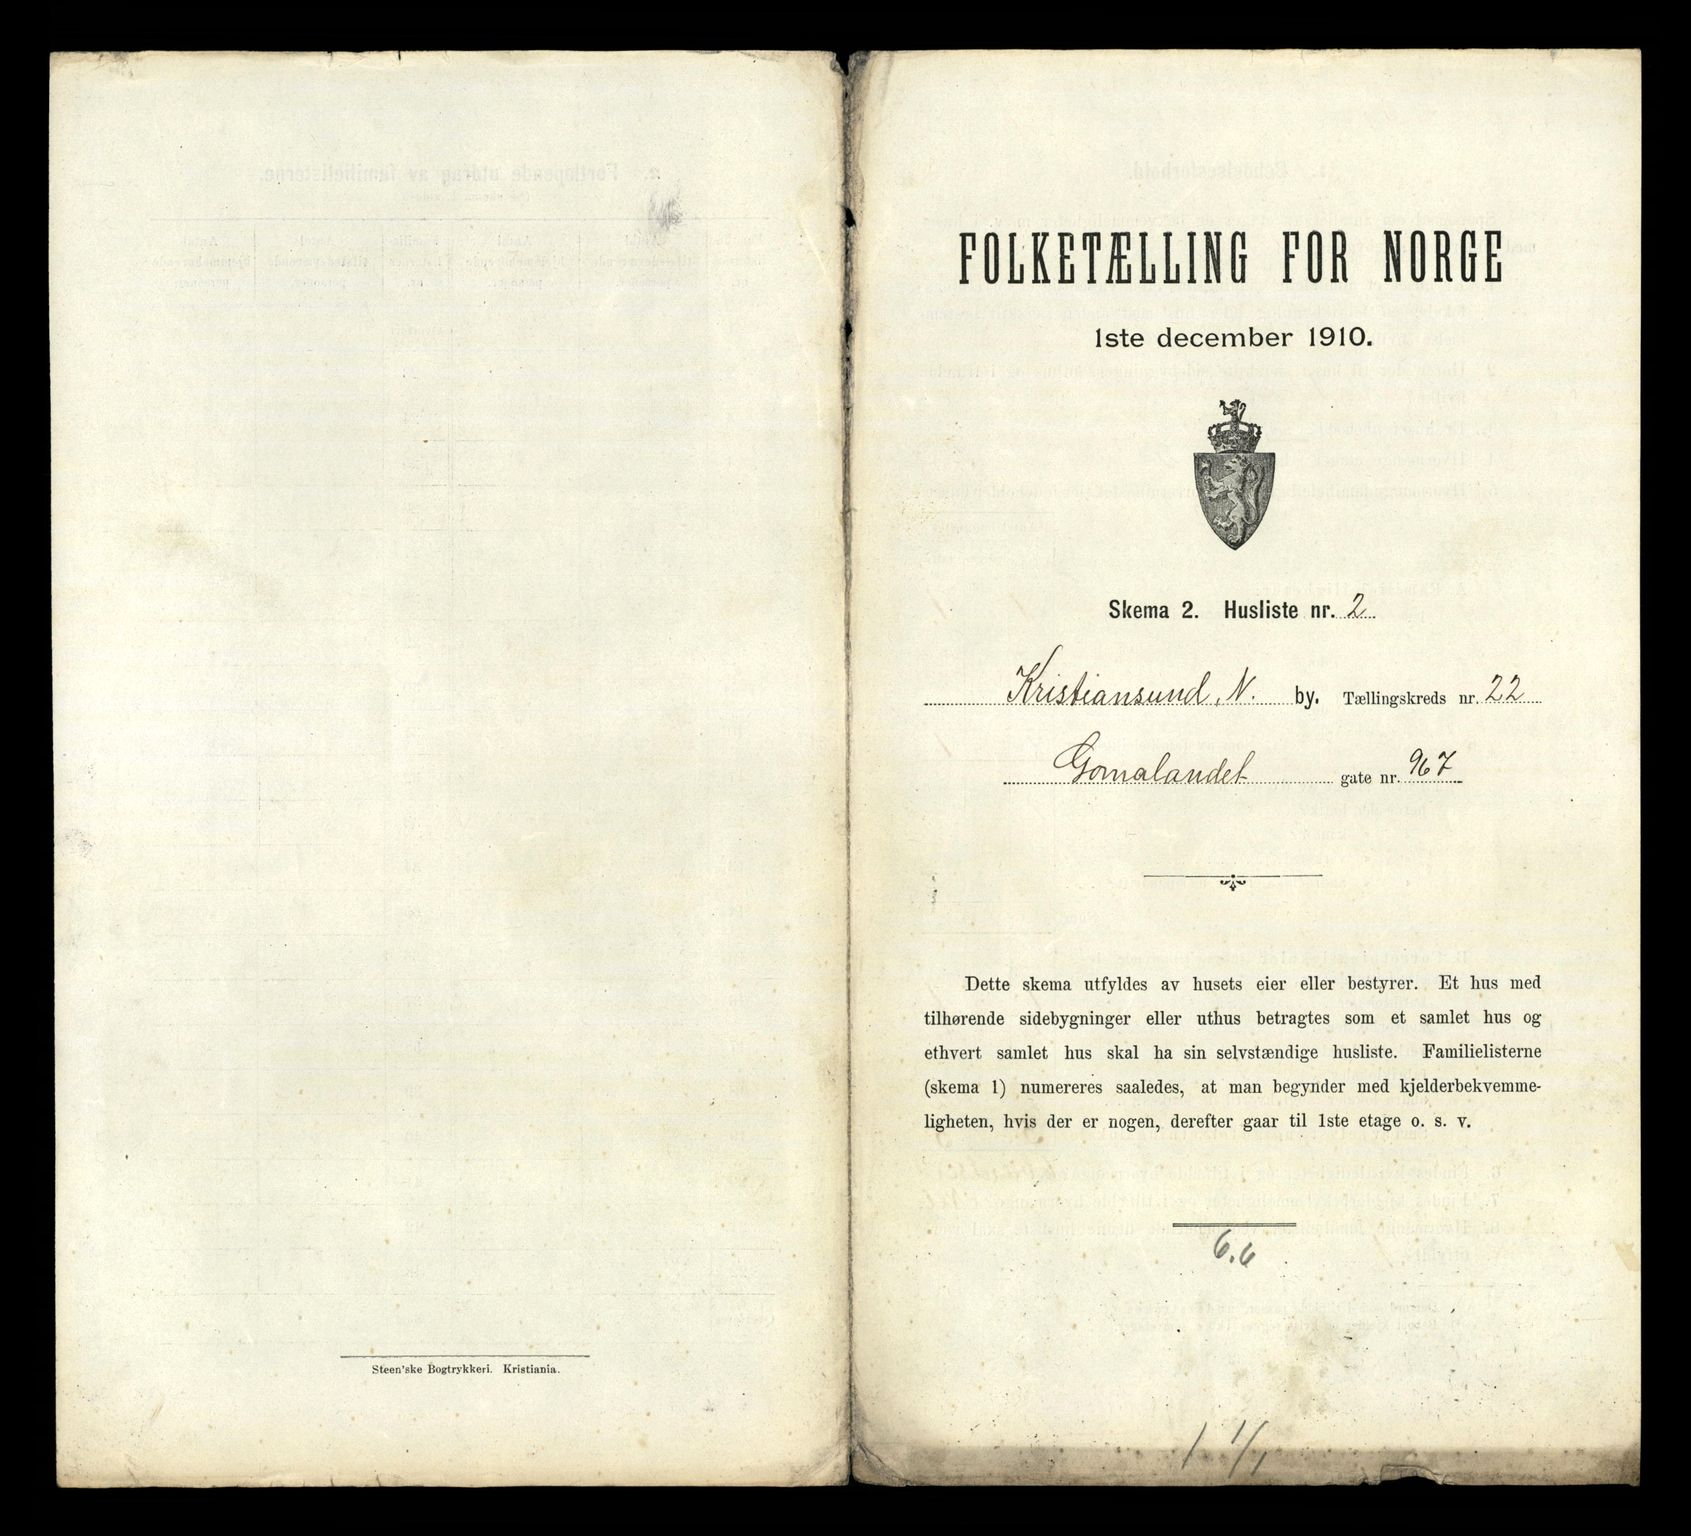 Steen'ske Bogtrykkeri. Kristiania.
FOLKETÆLLING FOR NORGE
1ste december 1910.
Skema 2. Husliste nr. 2
Kristiansund, N. by. Tællingskreds nr. 22
Gomalandet gate nr. 967
Dette skema utfyldes av husets eier eller bestyrer. Et hus med
tilhørende sidebygninger eller uthus betragtes som et samlet hus og
ethvert samlet hus skal ha sin selvstændige husliste. Familielisterne
(skema 1) numereres saaledes, at man begynder med kjelderbekvemme-
ligheten, hvis der er nogen, derefter gaar til 1ste etage o. s. v.
6.6
1 1/1